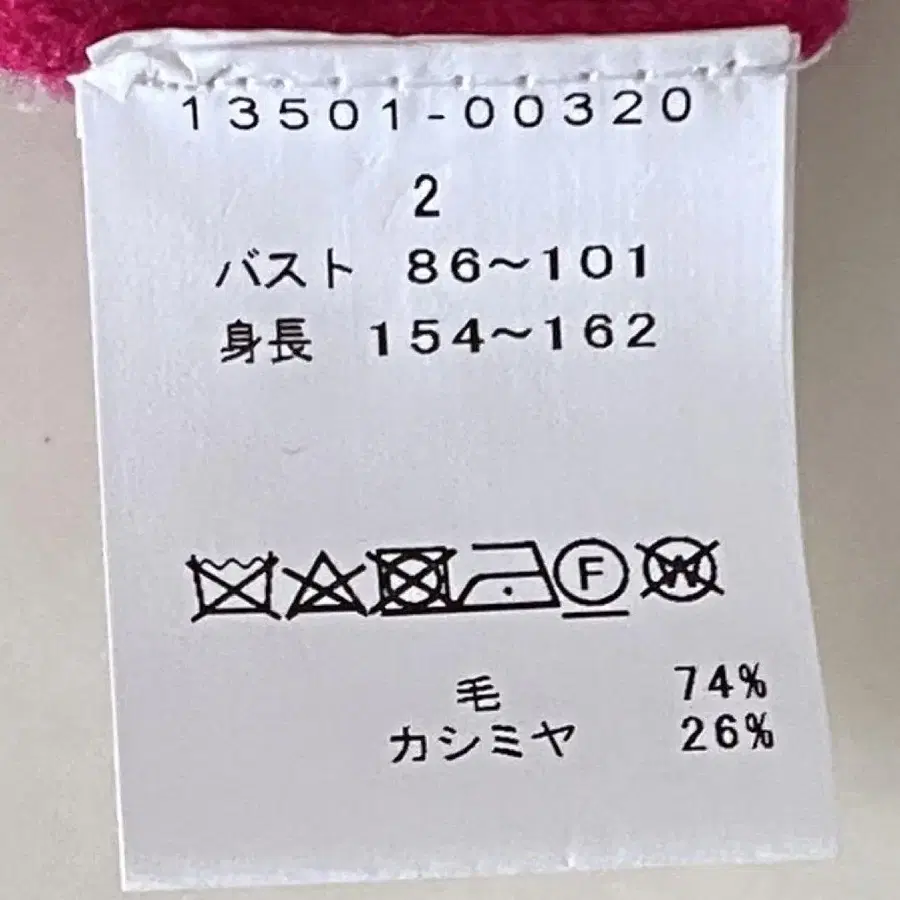 13501-00320
2
バスト 86～101
身長 154～162
F W
毛 74%
カシミヤ 26%